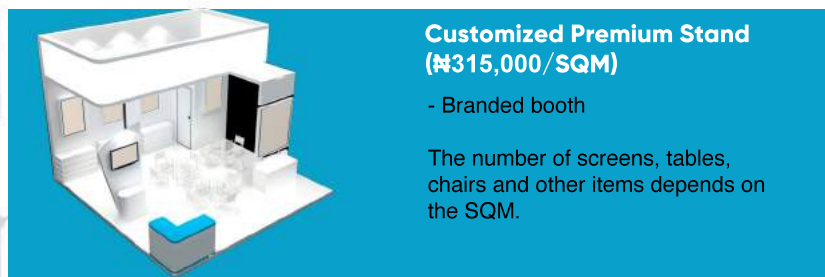 Customized Premium Stand
(₦315,000/SQM)
- Branded booth
The number of screens, tables,
chairs and other items depends on
the SQM.